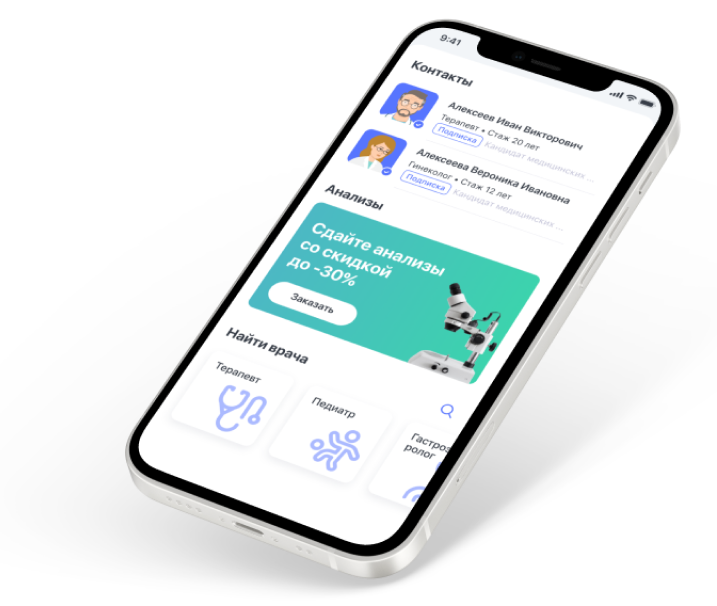 9:41
Контакты
Алексеев Иван Викторович
Терапевт • Стаж 20 лет
Подписка Кандидат медицинских ...
Алексеева Вероника Ивановна
Гинеколог • Стаж 12 лет
Подписка Кандидат медицинских ...
Анализы
Сдайте анализы
со скидкой
до -30%
Заказать
Найти врача
Терапевт
Педиатр
Гастроэ
ролог